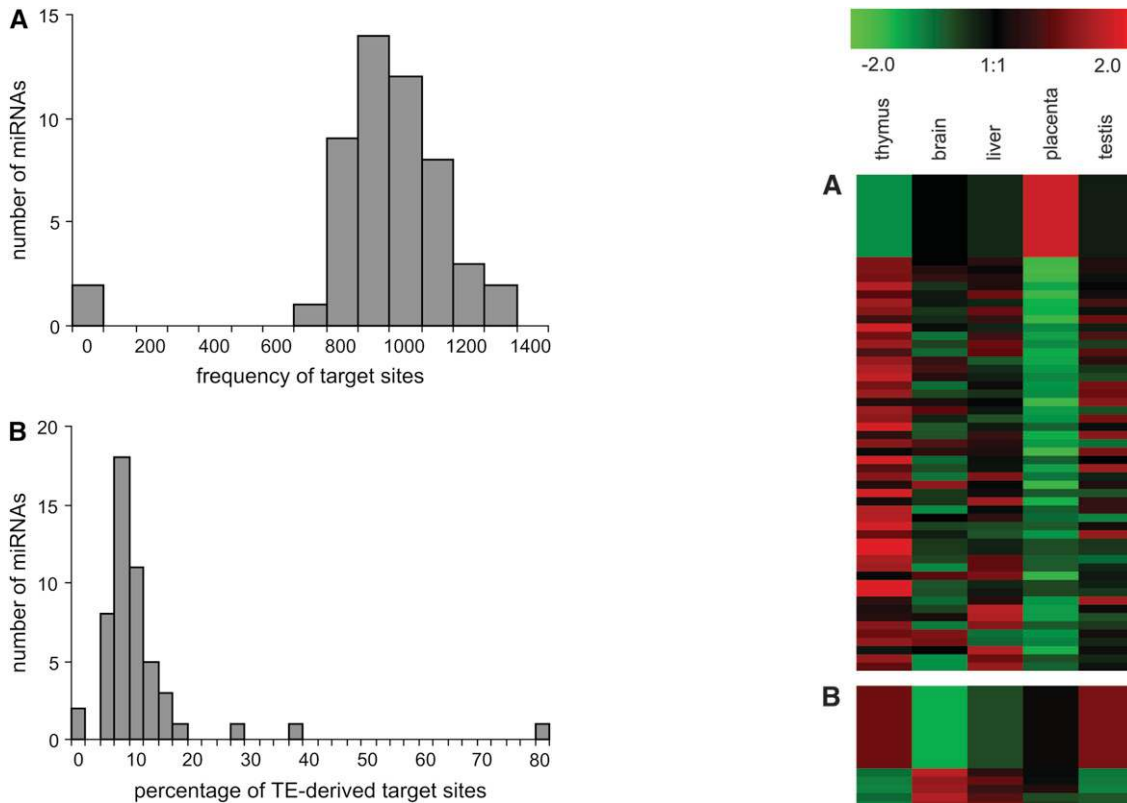 A
15
10
5
0
number of miRNAs
0 200 400 600 800 1000 1200 1400
frequency of target sites
B
20
15
10
5
0
number of miRNAs
0 10 20 30 40 50 60 70 80
percentage of TE-derived target sites
-2.0 1:1 2.0
thymus brain liver placenta testis
A
B